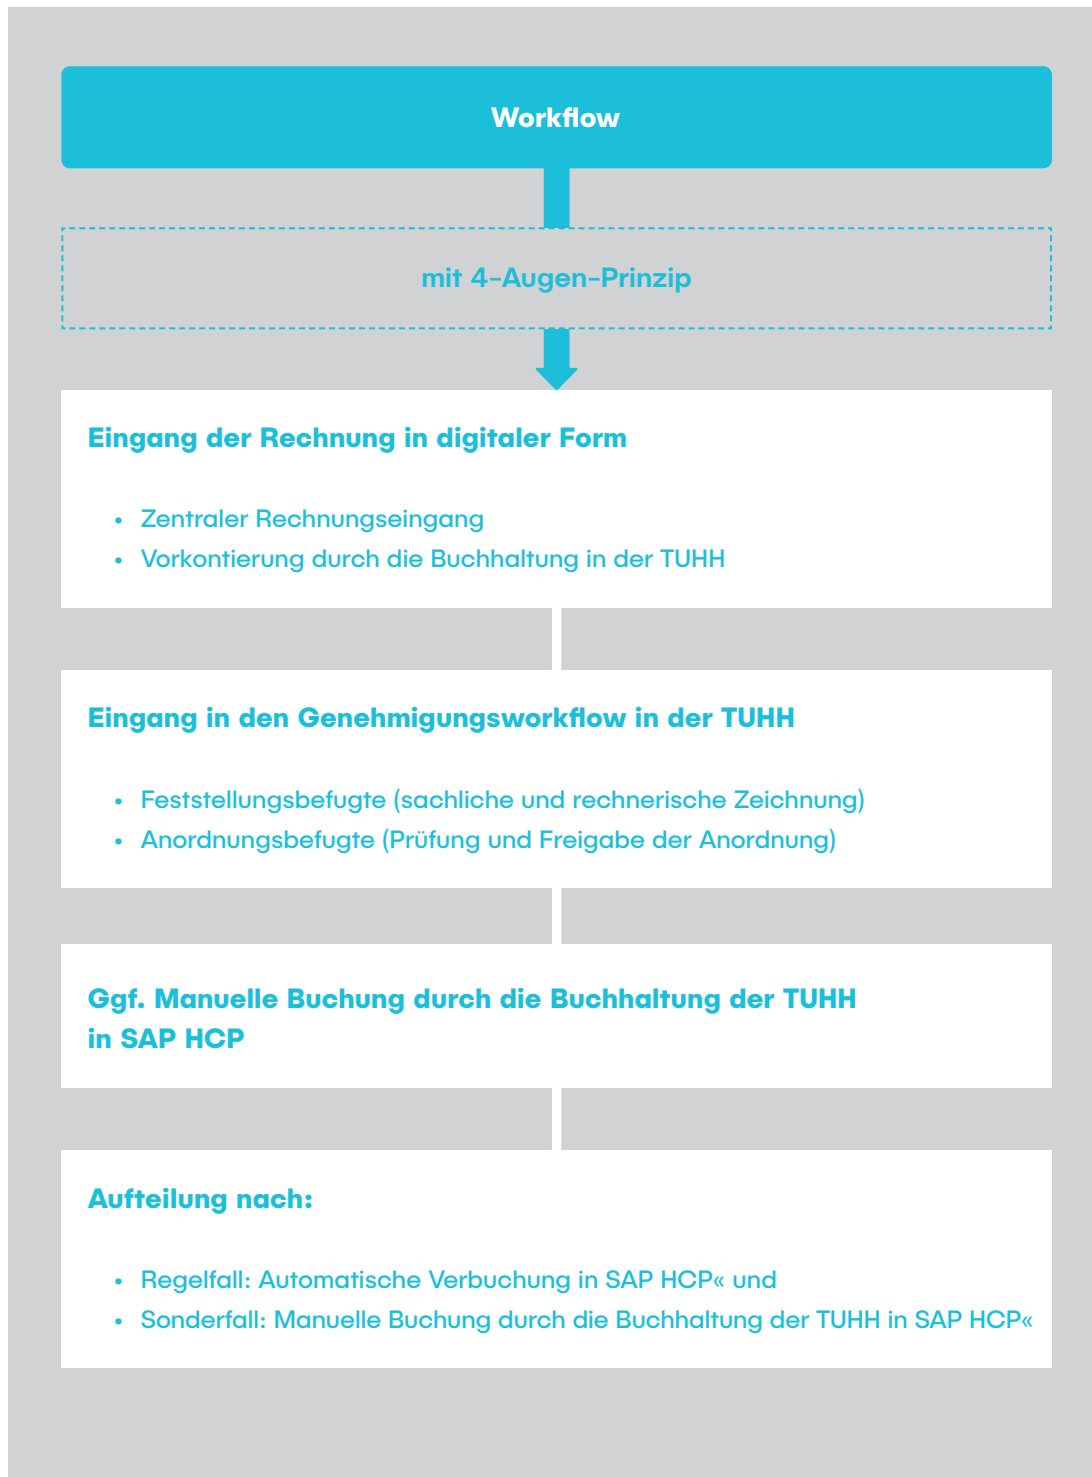 Workflow
mit 4-Augen-Prinzip
Eingang der Rechnung in digitaler Form
• Zentraler Rechnungseingang
• Vorkontierung durch die Buchhaltung in der TUHH
Eingang in den Genehmigungsworkflow in der TUHH
• Feststellungsbefugte (sachliche und rechnerische Zeichnung)
• Anordnungsbefugte (Prüfung und Freigabe der Anordnung)
Ggf. Manuelle Buchung durch die Buchhaltung der TUHH
in SAP HCP
Aufteilung nach:
• Regelfall: Automatische Verbuchung in SAP HCP« und
• Sonderfall: Manuelle Buchung durch die Buchhaltung der TUHH in SAP HCP«